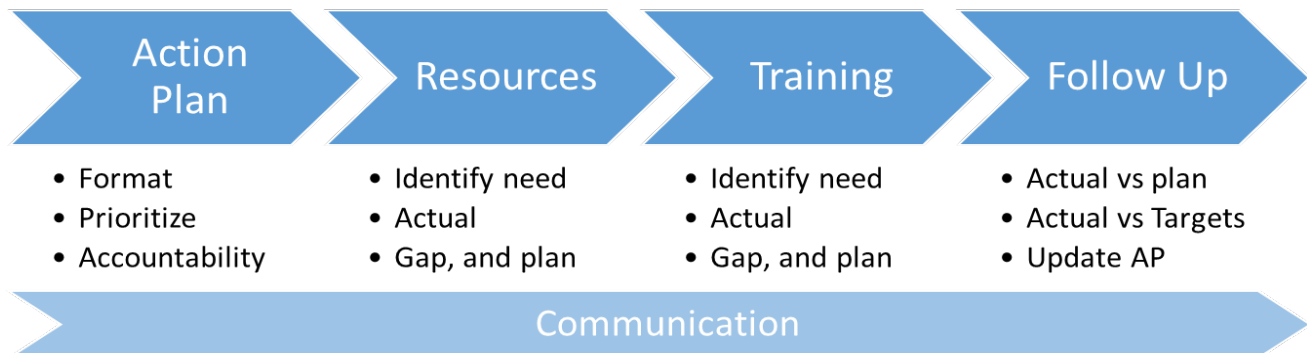 Action
Plan
Resources
Training
Follow Up
• Format
• Prioritize
• Accountability
• Identify need
• Actual
• Gap, and plan
• Identify need
• Actual
• Gap, and plan
• Actual vs plan
• Actual vs Targets
• Update AP
Communication